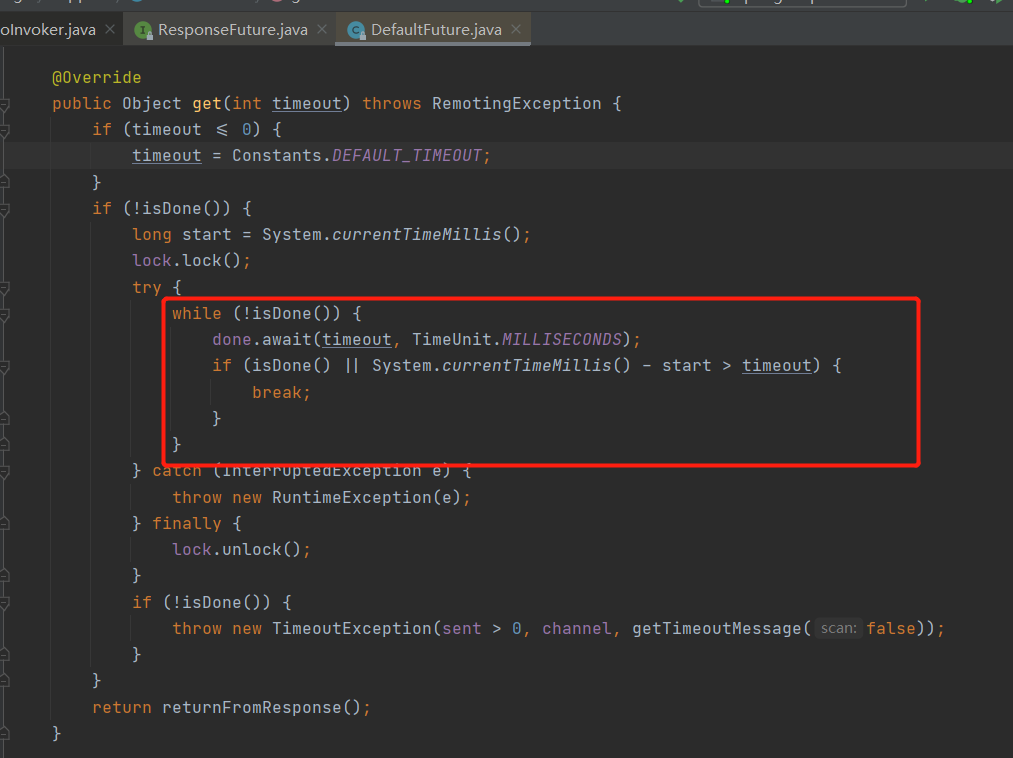 oInvoker.java × ResponseFuture.java × DefaultFuture.java ×
@Override
public Object get(int timeout) throws RemotingException {
if (timeout ≤ 0) {
timeout = Constants.DEFAULT_TIMEOUT;
}
if (!isDone()) {
long start = System.currentTimeMillis();
lock.lock();
try {
while (!isDone()) {
done.await(timeout, TimeUnit.MILLISECONDS);
if (isDone() || System.currentTimeMillis() - start > timeout) {
break;
}
}
} catch (InterruptedException e) {
throw new RuntimeException(e);
} finally {
lock.unlock();
}
if (!isDone()) {
throw new TimeoutException(sent > 0, channel, getTimeoutMessage( scan: false));
}
}
return returnFromResponse();
}